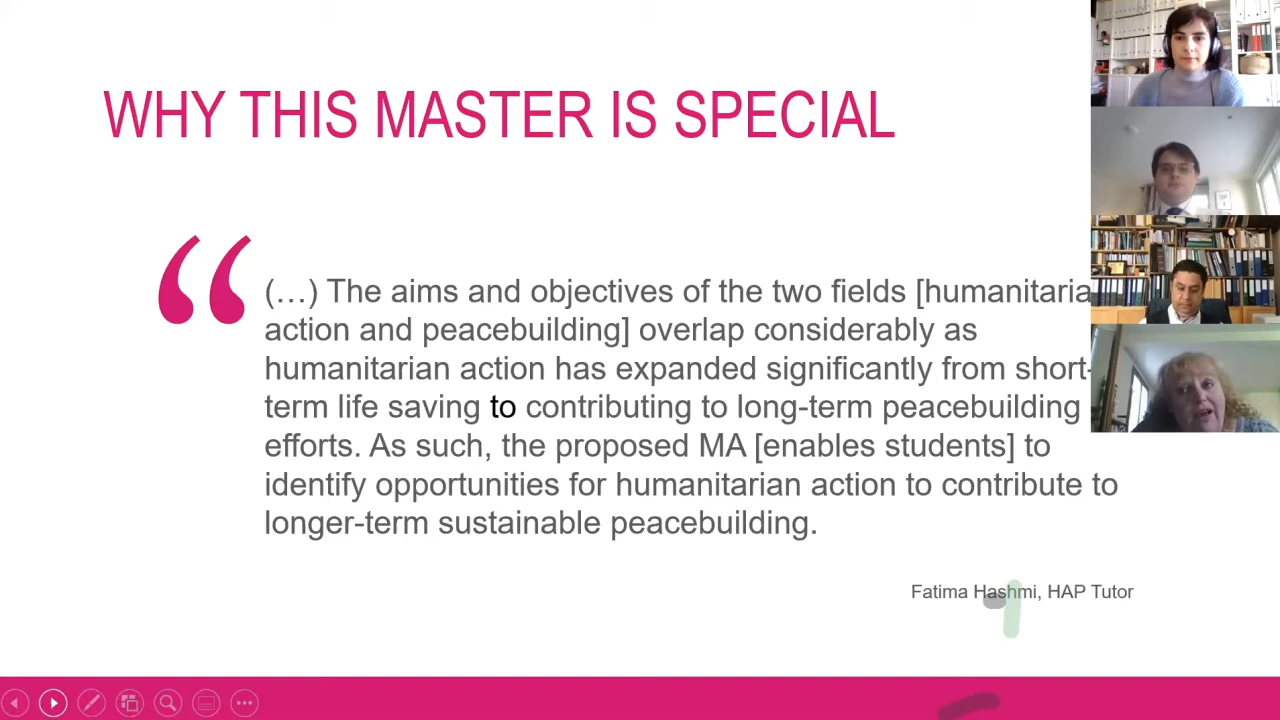 WHY THIS MASTER IS SPECIAL
“
(…) The aims and objectives of the two fields [humanitaria
action and peacebuilding] overlap considerably as
humanitarian action has expanded significantly from short-
term life saving to contributing to long-term peacebuilding
efforts. As such, the proposed MA [enables students] to
identify opportunities for humanitarian action to contribute to
longer-term sustainable peacebuilding.
Fatima Hashmi, HAP Tutor